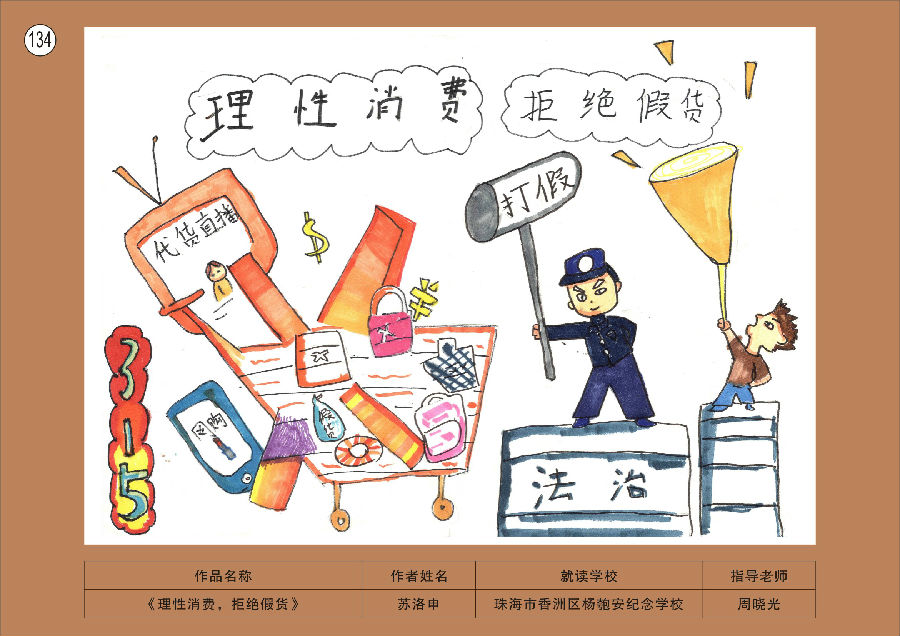 134
理性消费
拒绝假货
打假
代货直播
$
3·15
网购
假货
法治
作品名称 作者姓名 就读学校 指导老师
《理性消费，拒绝假货》 苏洛申 珠海市香洲区杨匏安纪念学校 周晓光